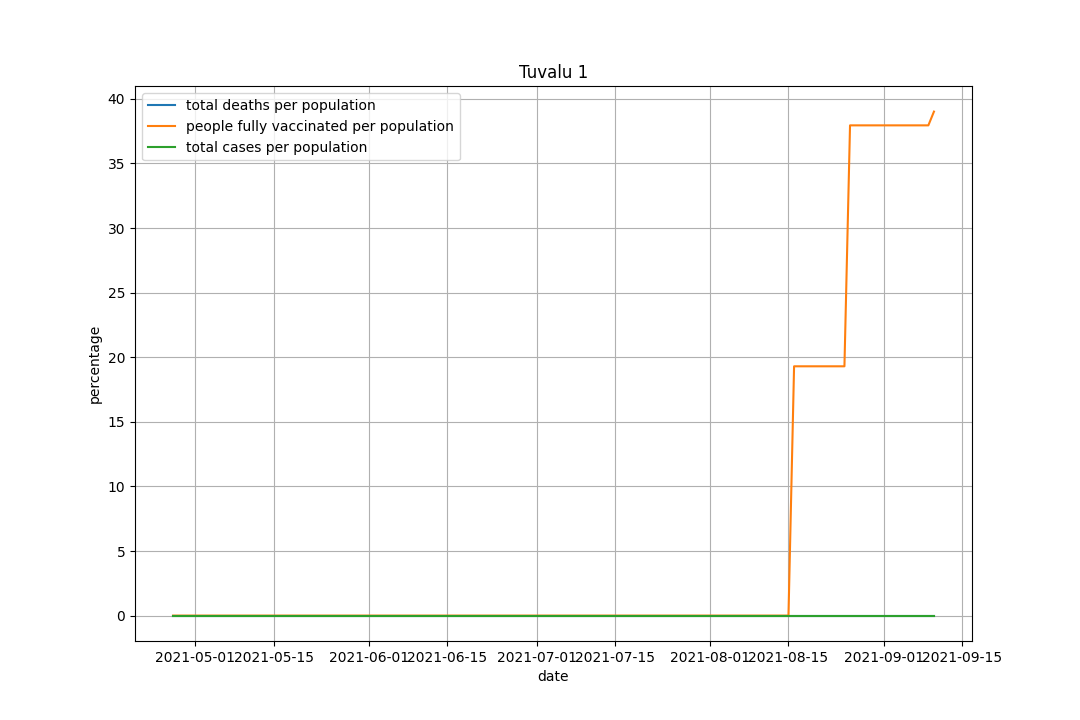 Tuvalu 1
total deaths per population
people fully vaccinated per population
total cases per population
percentage
40
35
30
25
20
15
10
5
0
2021-05-01 2021-05-15 2021-06-01 2021-06-15 2021-07-01 2021-07-15 2021-08-01 2021-08-15 2021-09-01 2021-09-15
date